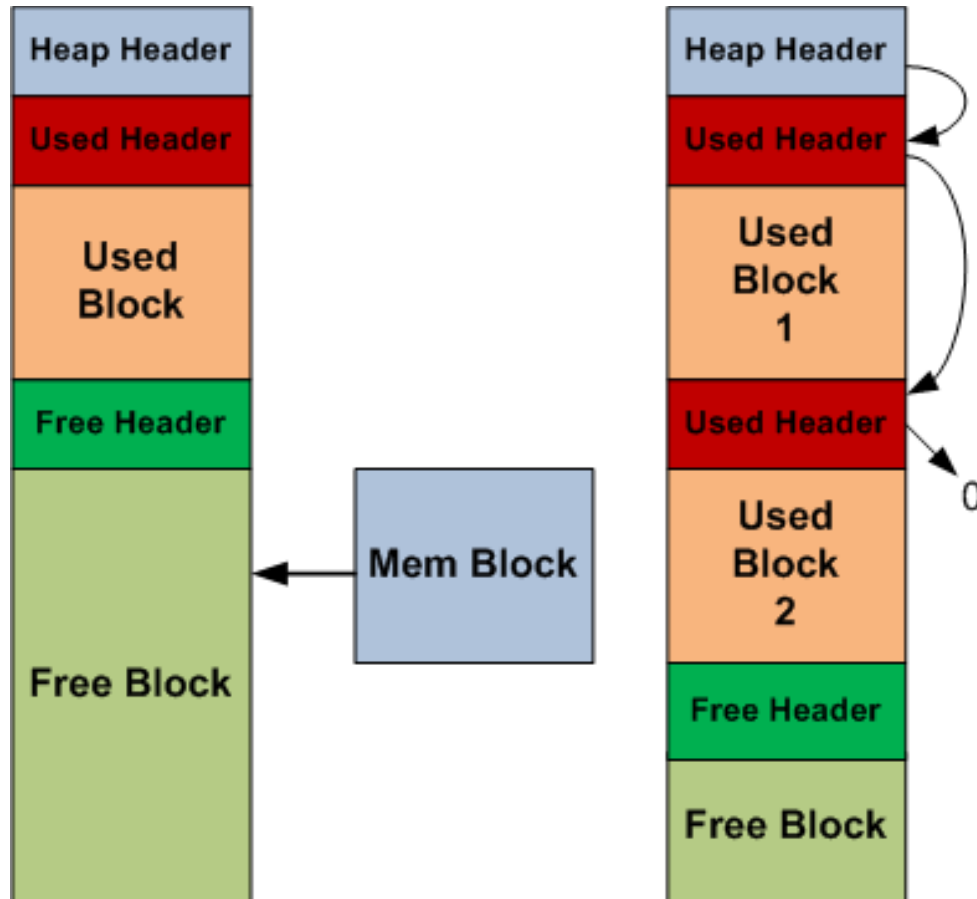 Heap Header
Used Header
Used
Block
Free Header
Free Block
Mem Block
Heap Header
Used Header
Used
Block
1
Used Header
0
Used
Block
2
Free Header
Free Block